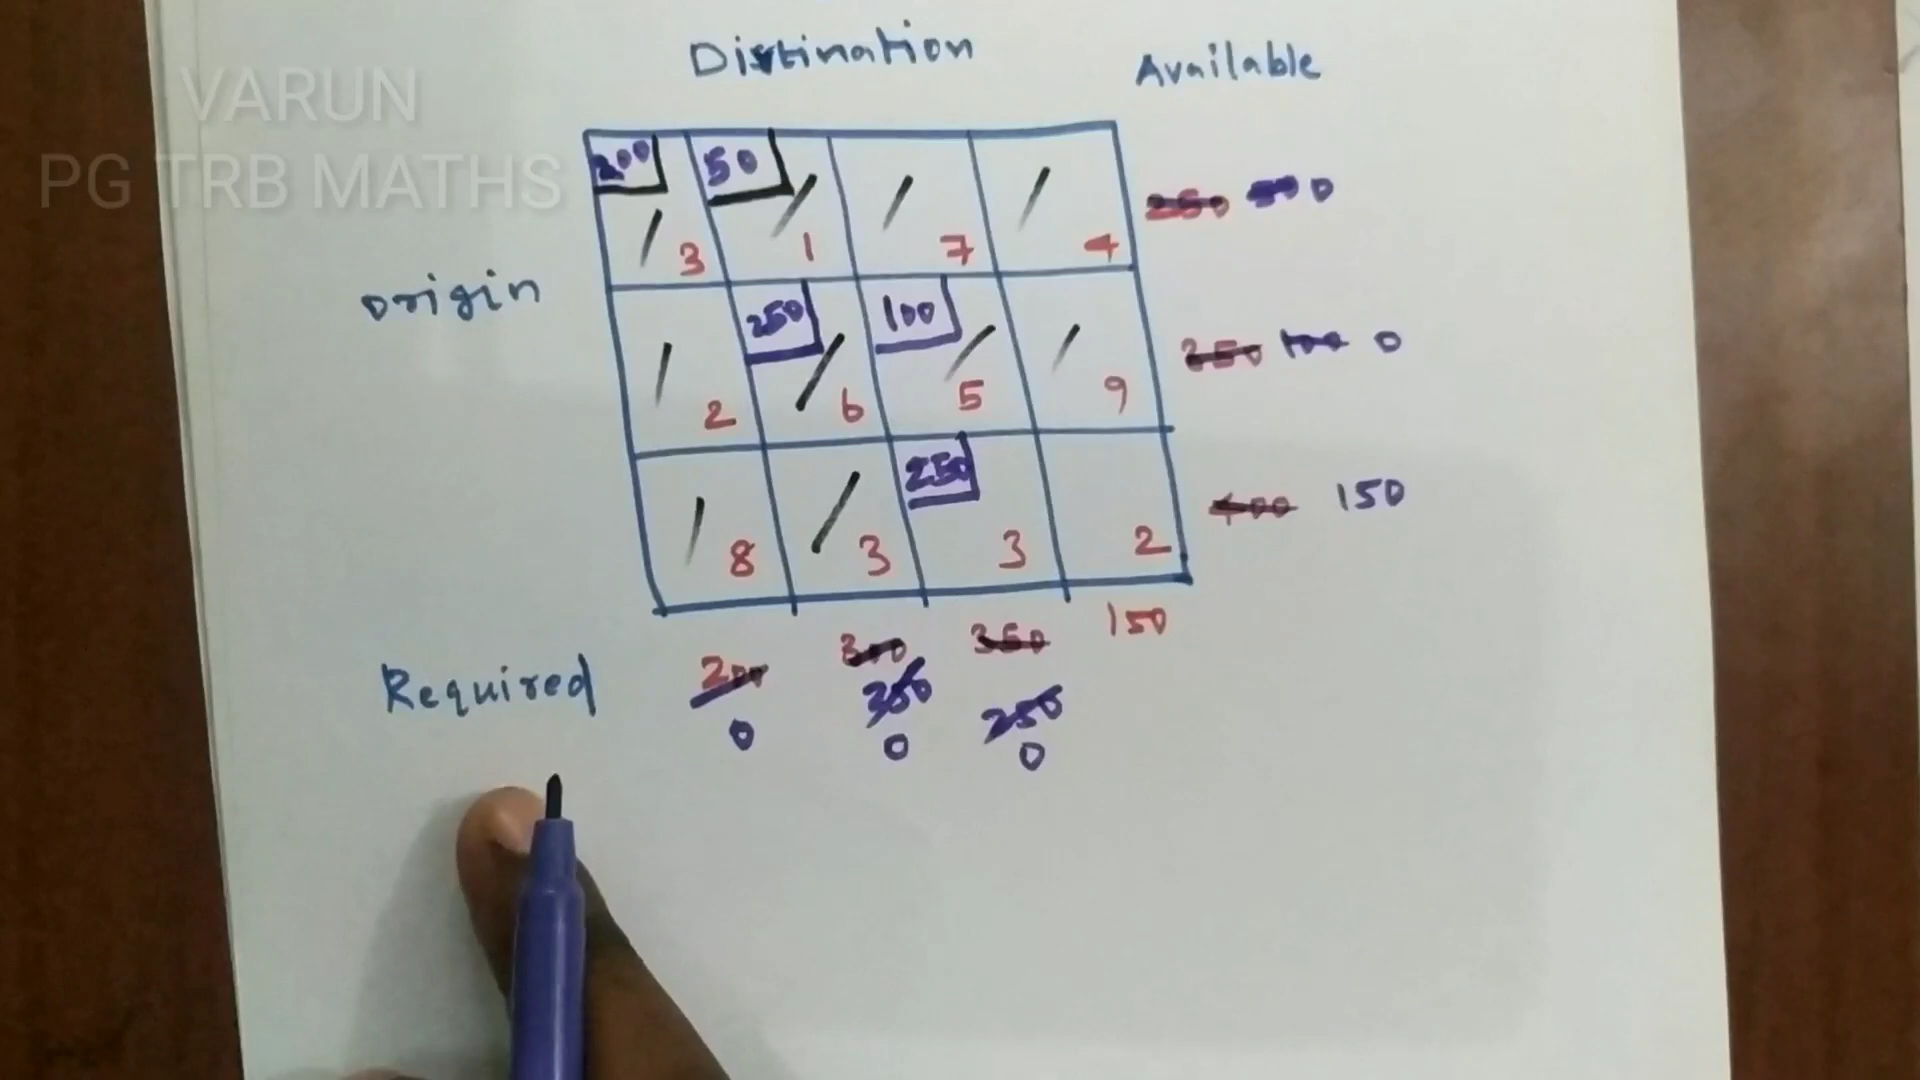 Distination Available
VARUN
PG TRB MATHS
200 50
3 1 7 4 250 50 0
Origin
250 100
2 6 5 9 350 100 0
250
8 3 3 2 400 150
Required 200 300 350 150
250 250
0 0 0